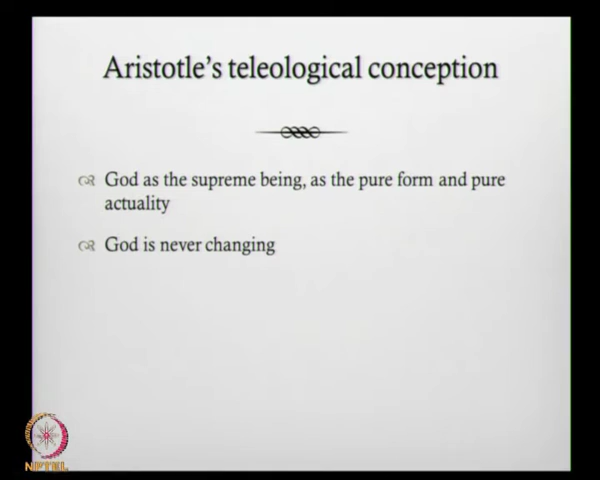 Aristotle's teleological conception
God as the supreme being, as the pure form and pure
actuality
God is never changing
NPTEL